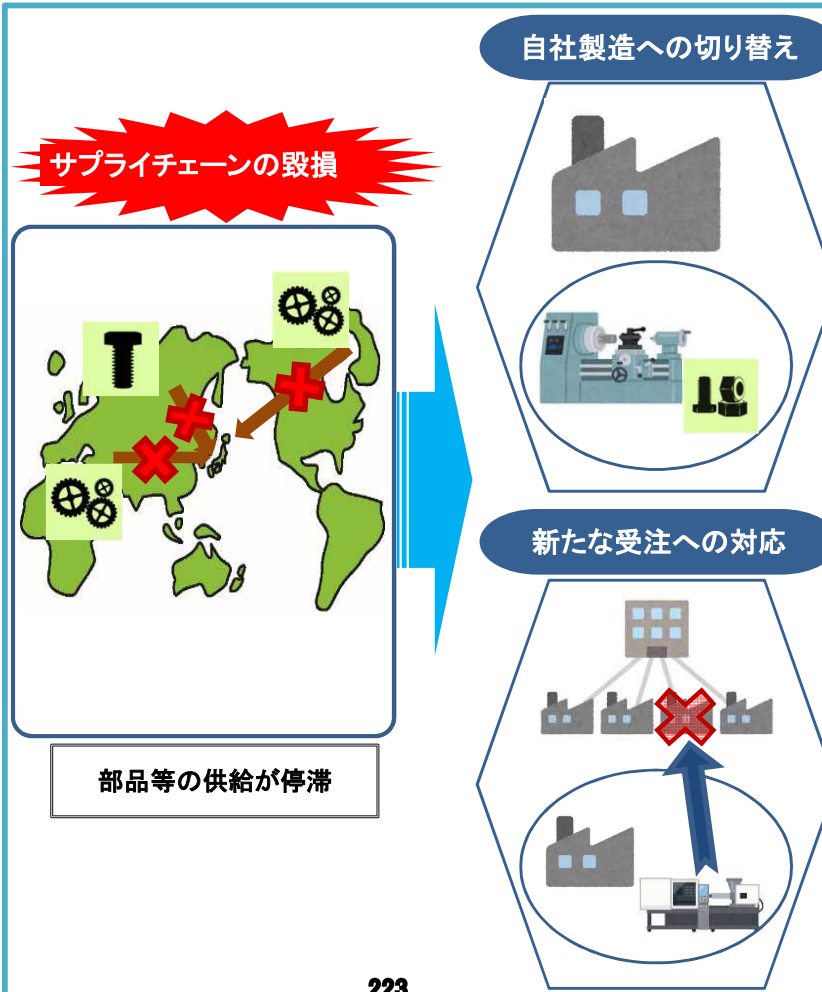 サプライチェーンの毀損
部品等の供給が停滞
自社製造への切り替え
新たな受注への対応
223